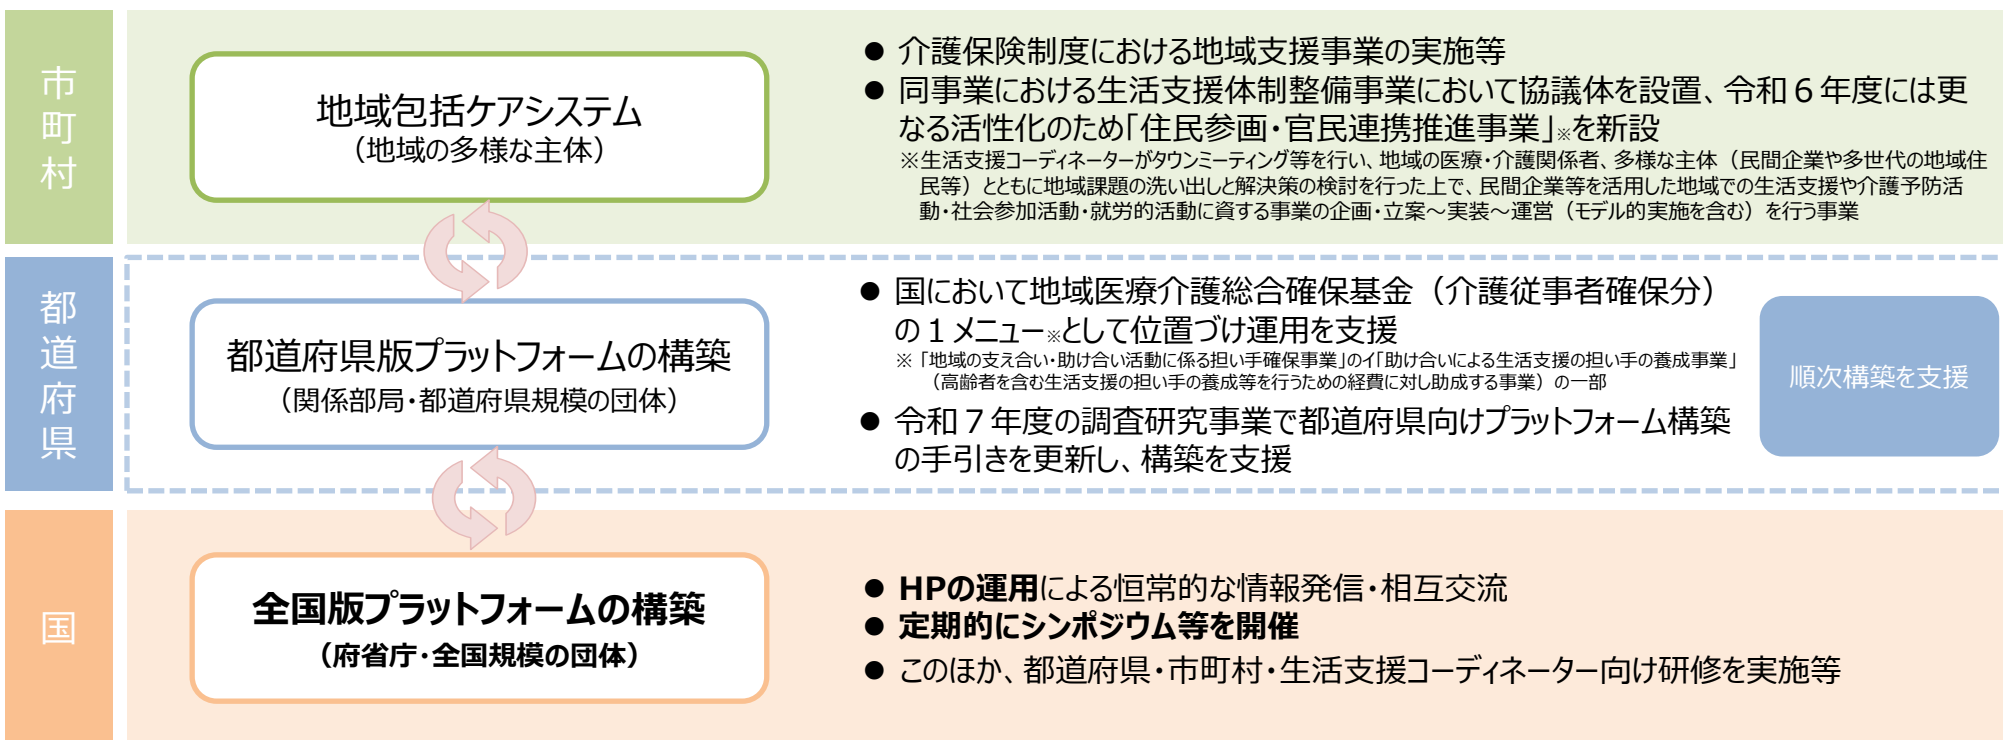 市町村
地域包括ケアシステム
（地域の多様な主体）
● 介護保険制度における地域支援事業の実施等
● 同事業における生活支援体制整備事業において協議体を設置、令和６年度には更
なる活性化のため「住民参画・官民連携推進事業」※を新設
※生活支援コーディネーターがタウンミーティング等を行い、地域の医療・介護関係者、多様な主体（民間企業や多世代の地域住
民等）とともに地域課題の洗い出しと解決策の検討を行った上で、民間企業等を活用した地域での生活支援や介護予防活
動・社会参加活動・就労的活動に資する事業の企画・立案～実装～運営（モデル的実施を含む）を行う事業
都道府県
都道府県版プラットフォームの構築
（関係部局・都道府県規模の団体）
● 国において地域医療介護総合確保基金（介護従事者確保分）
の１メニュー※として位置づけ運用を支援
※「地域の支え合い・助け合い活動に係る担い手確保事業」のイ「助け合いによる生活支援の担い手の養成事業」
（高齢者を含む生活支援の担い手の養成等を行うための経費に対し助成する事業）の一部
● 令和７年度の調査研究事業で都道府県向けプラットフォーム構築
の手引きを更新し、構築を支援
順次構築を支援
国
全国版プラットフォームの構築
（府省庁・全国規模の団体）
● HPの運用による恒常的な情報発信・相互交流
● 定期的にシンポジウム等を開催
● このほか、都道府県・市町村・生活支援コーディネーター向け研修を実施等